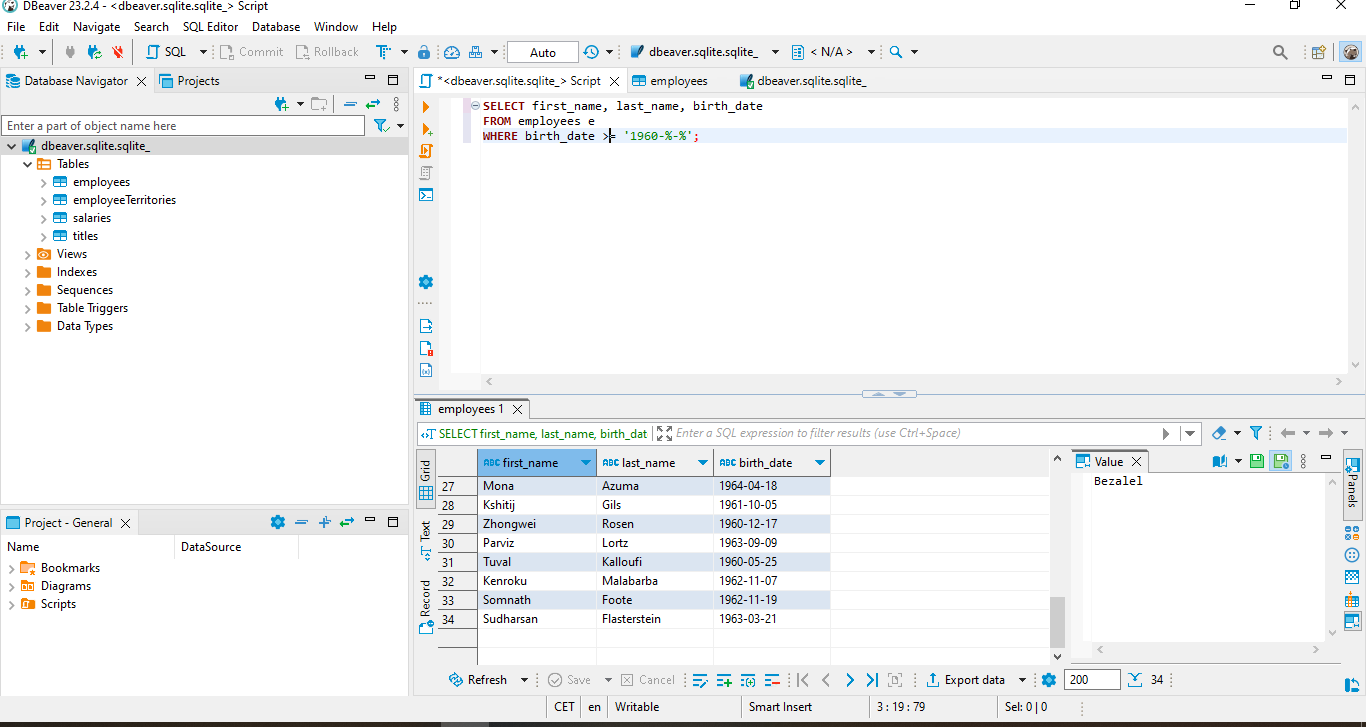 DBeaver 23.2.4 - <dbeaver.sqlite.sqlite_> Script
File Edit Navigate Search SQL Editor Database Window Help
SQL Commit Rollback Auto dbeaver.sqlite.sqlite_ < N/A >
Database Navigator Projects
Enter a part of object name here
dbeaver.sqlite.sqlite_
Tables
employees
employeeTerritories
salaries
titles
Views
Indexes
Sequences
Table Triggers
Data Types
Project - General
Name DataSource
Bookmarks
Diagrams
Scripts
*<dbeaver.sqlite.sqlite_> Script employees dbeaver.sqlite.sqlite_
SELECT first_name, last_name, birth_date
FROM employees e
WHERE birth_date >= '1960-%-%';
employees 1
SELECT first_name, last_name, birth_dat Enter a SQL expression to filter results (use Ctrl+Space)
Grid
Text
Record
ABC first_name ABC last_name ABC birth_date
27 Mona Azuma 1964-04-18
28 Kshitij Gils 1961-10-05
29 Zhongwei Rosen 1960-12-17
30 Parviz Lortz 1963-09-09
31 Tuval Kalloufi 1960-05-25
32 Kenroku Malabarba 1962-11-07
33 Somnath Foote 1962-11-19
34 Sudharsan Flasterstein 1963-03-21
Value
Bezalel
Panels
Refresh Save Cancel Export data 200 34
CET en Writable Smart Insert 3 : 19 : 79 Sel: 0 | 0